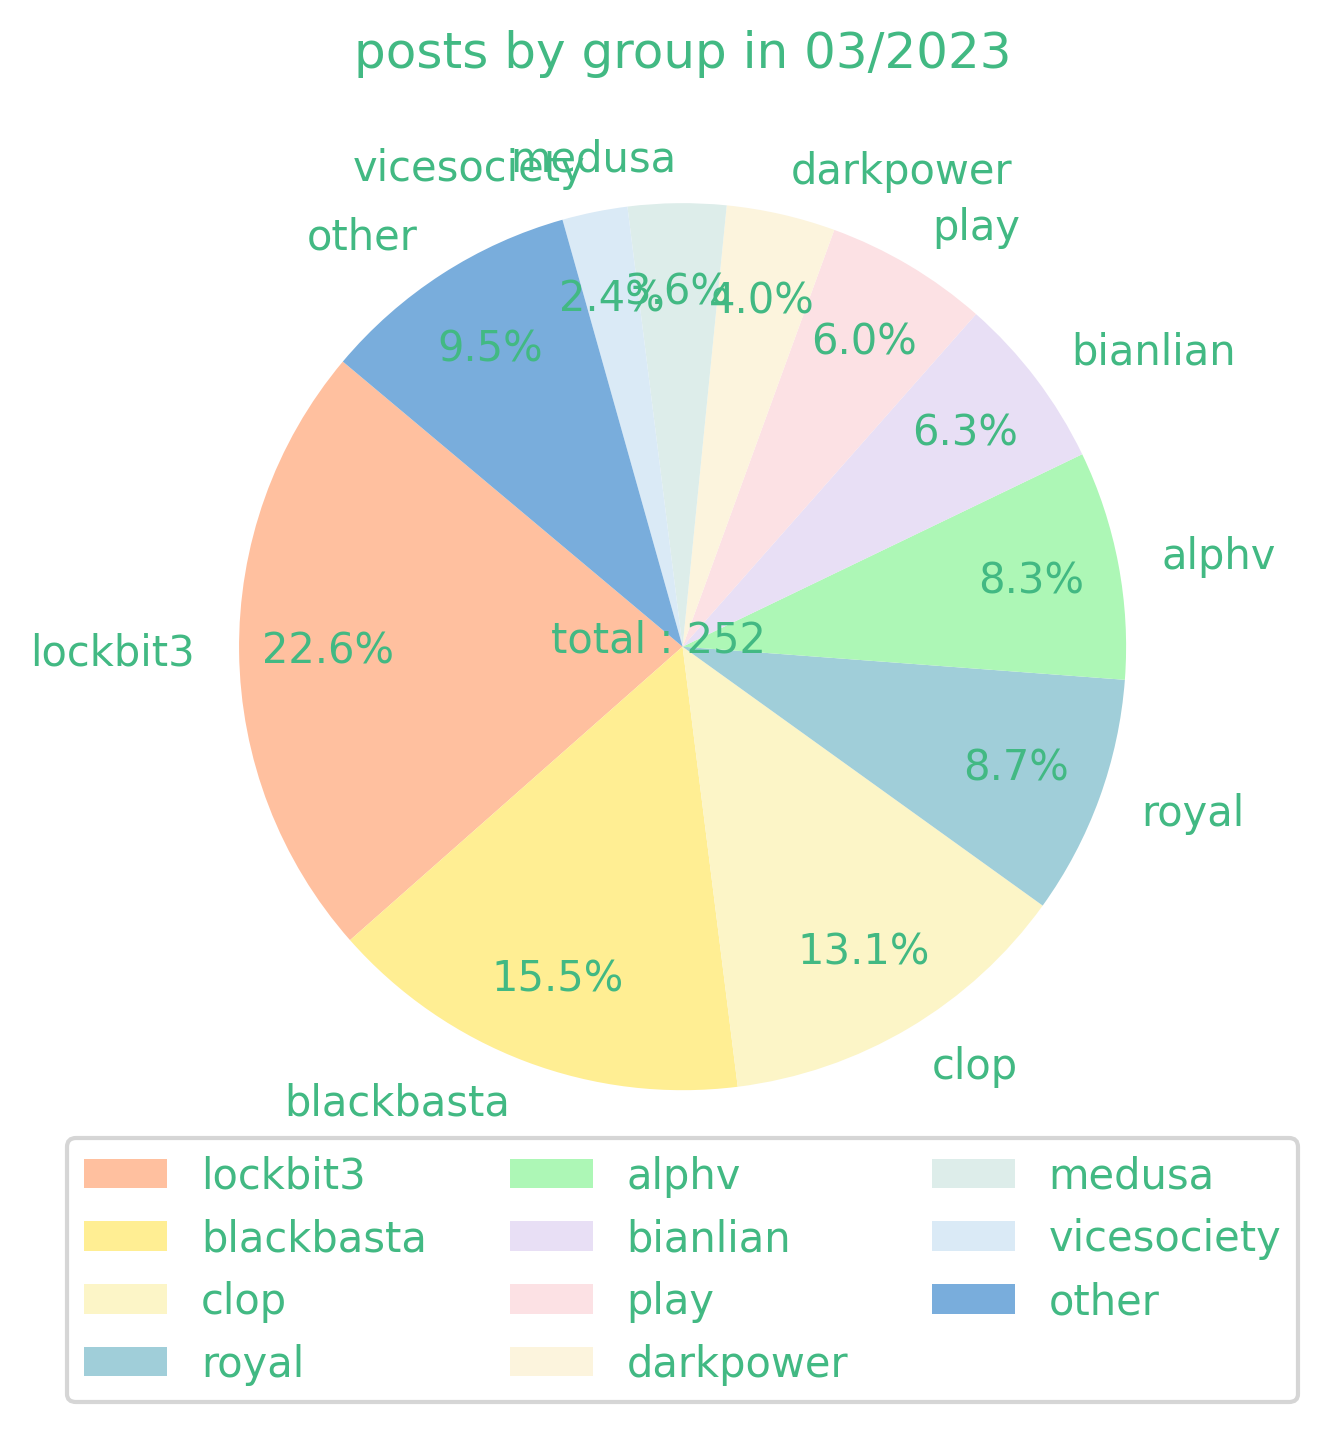 posts by group in 03/2023
medusa
vicesociety
darkpower
play
other
2.4%
3.6%
4.0%
6.0%
9.5%
bianlian
6.3%
alphv
8.3%
total : 252
lockbit3
22.6%
8.7%
royal
13.1%
15.5%
clop
blackbasta
lockbit3
blackbasta
clop
royal
alphv
bianlian
play
darkpower
medusa
vicesociety
other